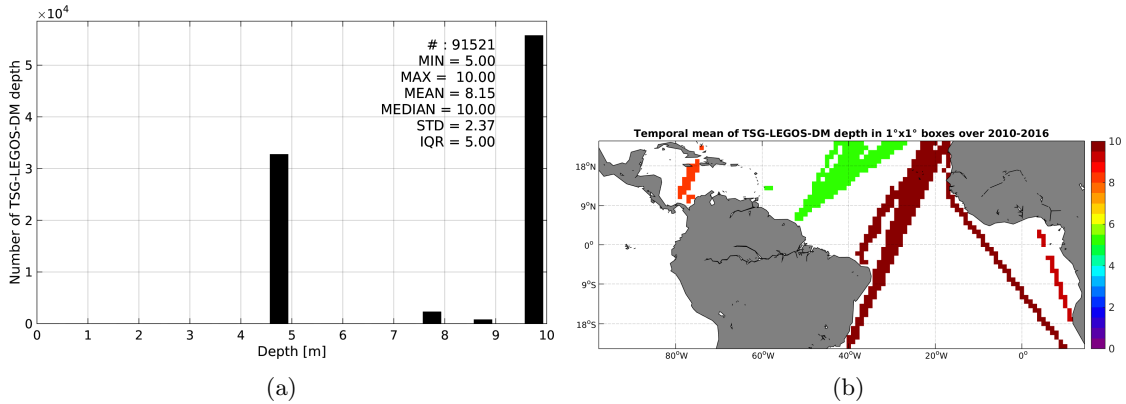 ×10⁴
# : 91521
MIN = 5.00
MAX = 10.00
MEAN = 8.15
MEDIAN = 10.00
STD = 2.37
IQR = 5.00
Number of TSG-LEGOS-DM depth
5
4
3
2
1
0
0 1 2 3 4 5 6 7 8 9 10
Depth [m]
(a)
Temporal mean of TSG-LEGOS-DM depth in 1°x1° boxes over 2010-2016
18°N
9°N
0°
9°S
18°S
80°W 60°W 40°W 20°W 0°
10
8
6
4
2
0
(b)